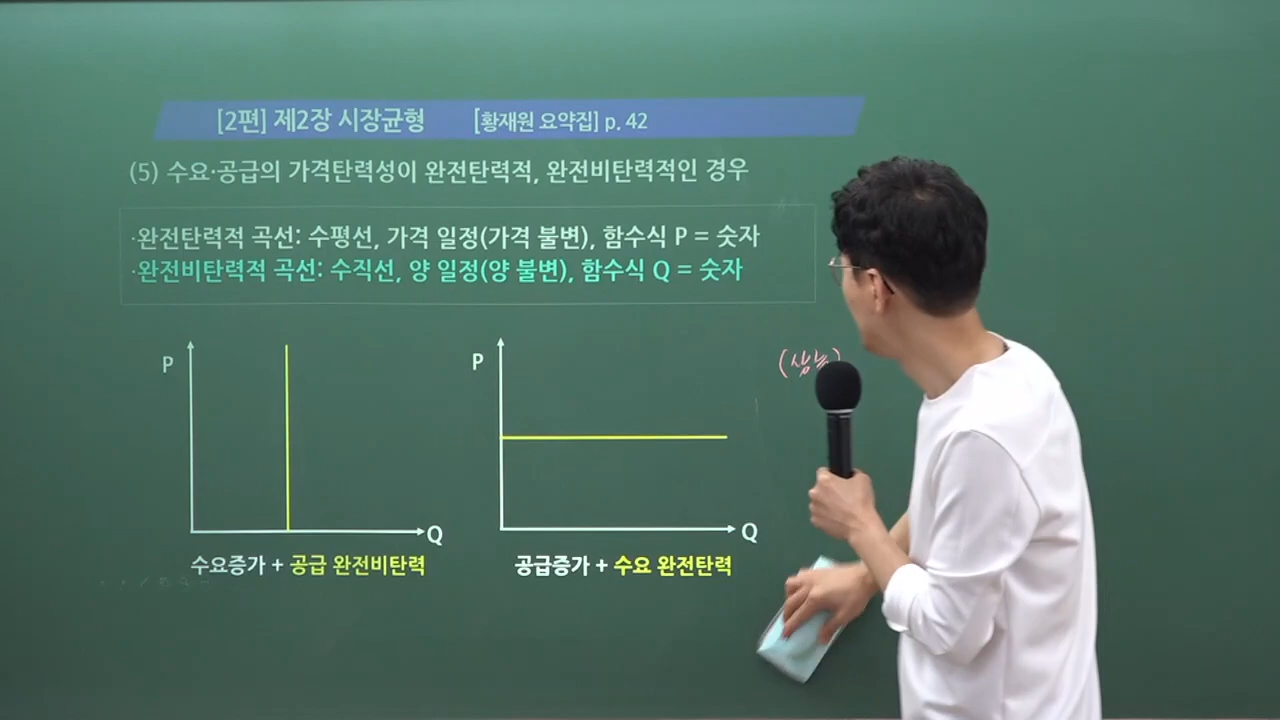 [2편] 제2장 시장균형 [황재원 요약집] p. 42
(5) 수요·공급의 가격탄력성이 완전탄력적, 완전비탄력적인 경우
·완전탄력적 곡선: 수평선, 가격 일정(가격 불변), 함수식 P = 숫자
·완전비탄력적 곡선: 수직선, 양 일정(양 불변), 함수식 Q = 숫자
P
Q
수요증가 + 공급 완전비탄력
P
Q
공급증가 + 수요 완전탄력